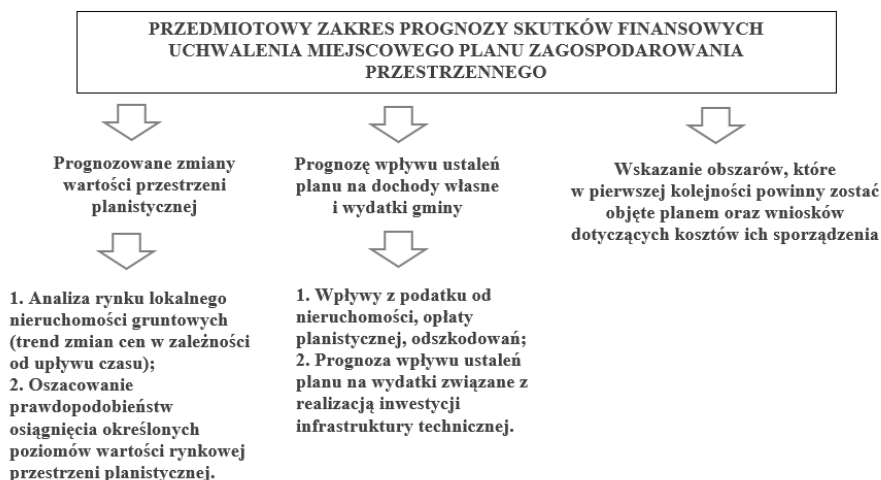 PRZEDMIOTOWY ZAKRES PROGNOZY SKUTKÓW FINANSOWYCH
UCHWALENIA MIEJSCOWEGO PLANU ZAGOSPODAROWANIA
PRZESTRZENNEGO
Prognozowane zmiany
wartości przestrzeni
planistycznej
1. Analiza rynku lokalnego
nieruchomości gruntowych
(trend zmian cen w zależności
od upływu czasu);
2. Oszacowanie
prawdopodobieństw
osiągnięcia określonych
poziomów wartości rynkowej
przestrzeni planistycznej.
Prognozę wpływu ustaleń
planu na dochody własne
i wydatki gminy
1. Wpływy z podatku od
nieruchomości, opłaty
planistycznej, odszkodowań;
2. Prognoza wpływu ustaleń
planu na wydatki związane z
realizacją inwestycji
infrastruktury technicznej.
Wskazanie obszarów, które
w pierwszej kolejności powinny zostać
objęte planem oraz wniosków
dotyczących kosztów ich sporządzenia